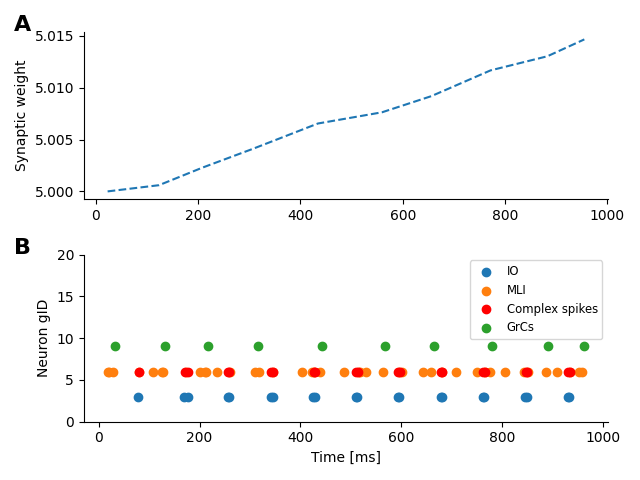 A
5.015
5.010
5.005
5.000
Synaptic weight
0 200 400 600 800 1000
B
20
15
10
5
0
Neuron gID
IO
MLI
Complex spikes
GrCs
0 200 400 600 800 1000
Time [ms]